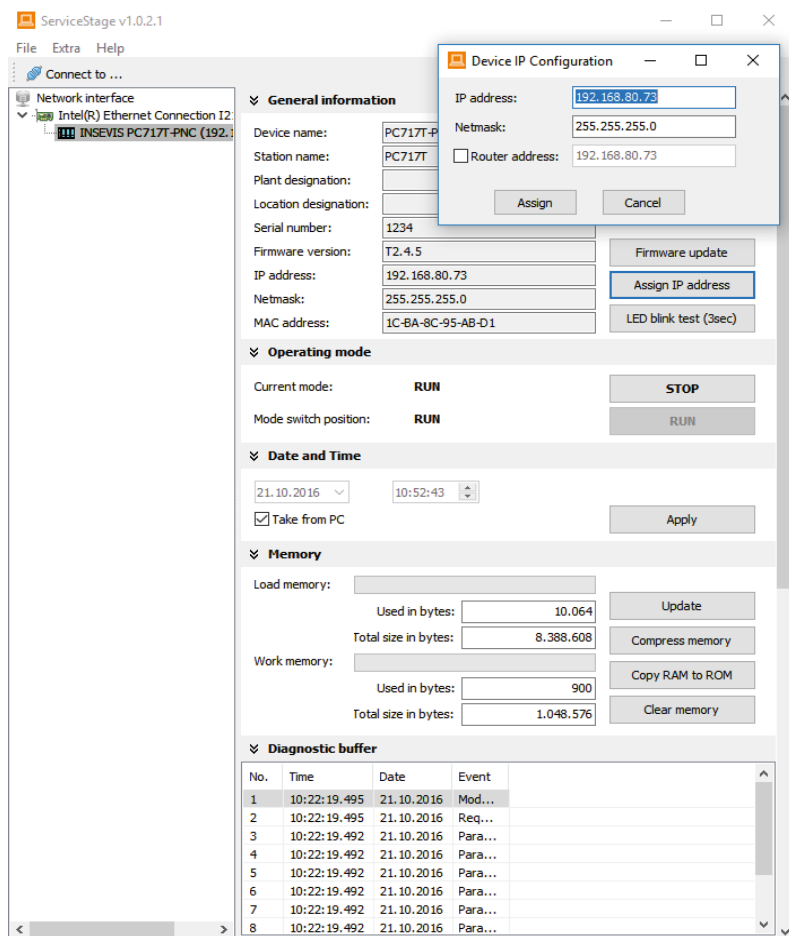 ServiceStage v1.0.2.1
File Extra Help
Connect to ...
Network interface
Intel(R) Ethernet Connection I2
INSEVIS PC717T-PNC (192.1
Device IP Configuration
IP address: 192.168.80.73
Netmask: 255.255.255.0
Router address: 192.168.80.73
Assign Cancel
General information
Device name: PC717T-P
Station name: PC717T
Plant designation:
Location designation:
Serial number: 1234
Firmware version: T2.4.5 Firmware update
IP address: 192.168.80.73 Assign IP address
Netmask: 255.255.255.0
MAC address: 1C-BA-8C-95-AB-D1 LED blink test (3sec)
Operating mode
Current mode: RUN STOP
Mode switch position: RUN RUN
Date and Time
21.10.2016 10:52:43
Take from PC Apply
Memory
Load memory:
Used in bytes: 10.064 Update
Total size in bytes: 8.388.608 Compress memory
Work memory: Copy RAM to ROM
Used in bytes: 900
Total size in bytes: 1.048.576 Clear memory
Diagnostic buffer
No. Time Date Event
1 10:22:19.495 21.10.2016 Mod...
2 10:22:19.495 21.10.2016 Req...
3 10:22:19.492 21.10.2016 Para...
4 10:22:19.492 21.10.2016 Para...
5 10:22:19.492 21.10.2016 Para...
6 10:22:19.492 21.10.2016 Para...
7 10:22:19.492 21.10.2016 Para...
8 10:22:19.492 21.10.2016 Para...